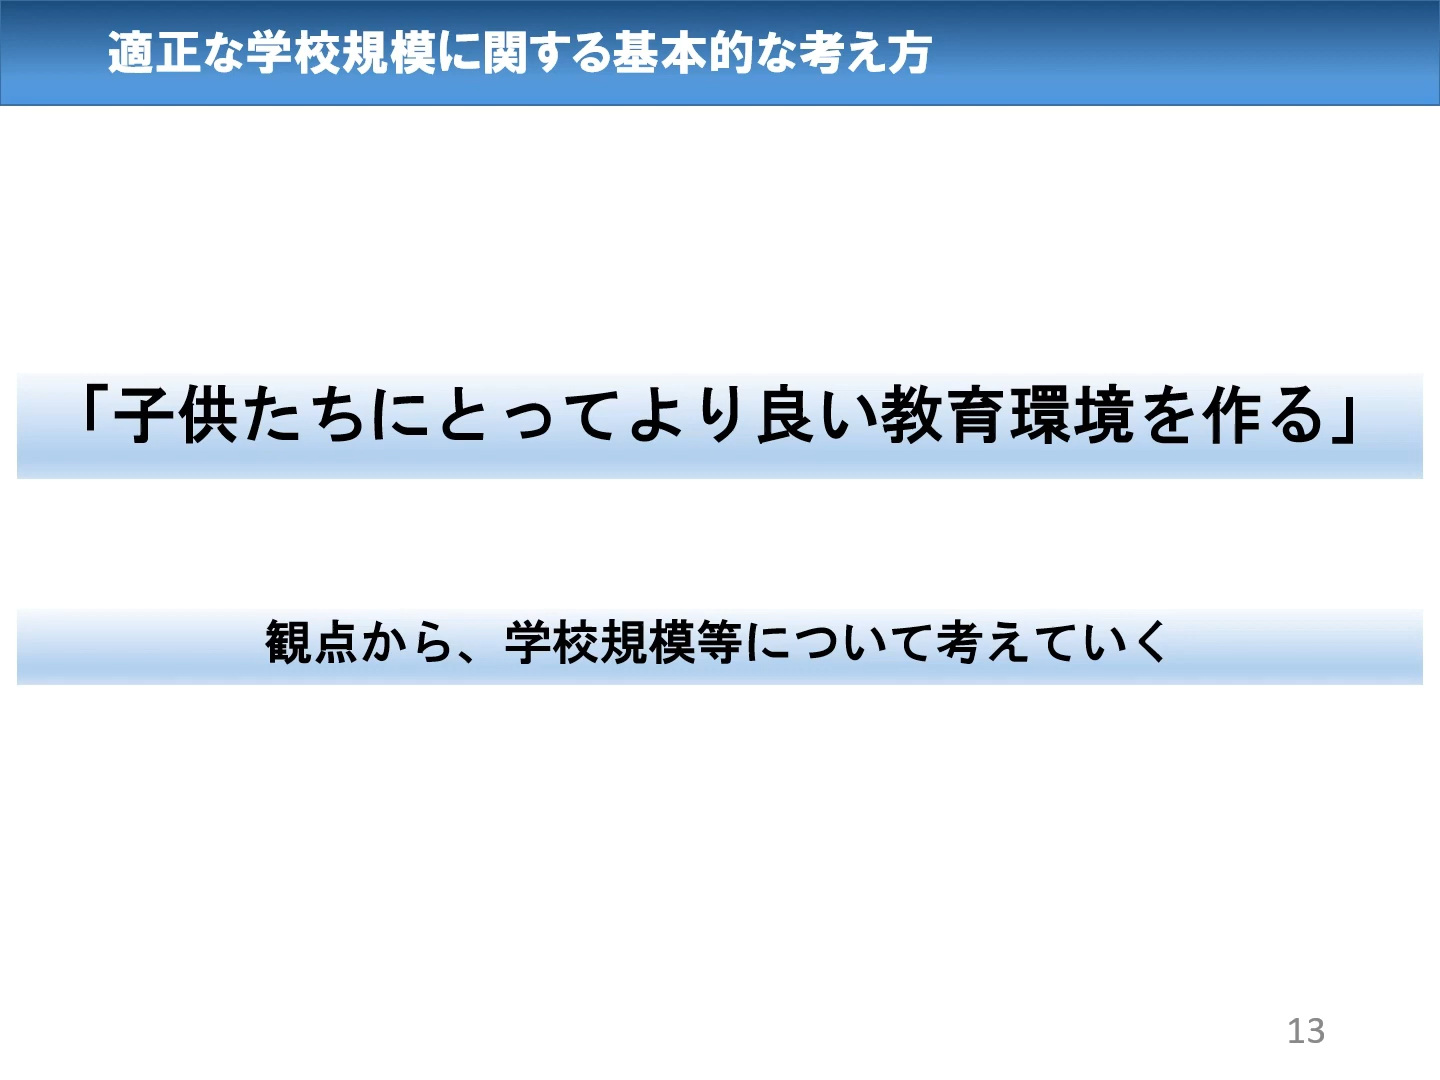 適正な学校規模に関する基本的な考え方
「子供たちにとってより良い教育環境を作る」
観点から、学校規模等について考えていく
13